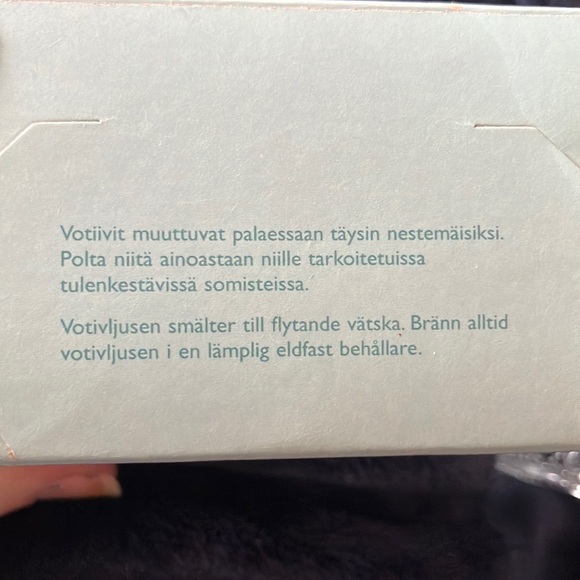 Votiivit muuttuvat palaessaan täysin nestemäisiksi.
Polta niitä ainoastaan niille tarkoitetuissa
tulenkestävissä somisteissa.
Votivljusen smälter till flytande vätska. Bränn alltid
votivljusen i en lämplig eldfast behållare.